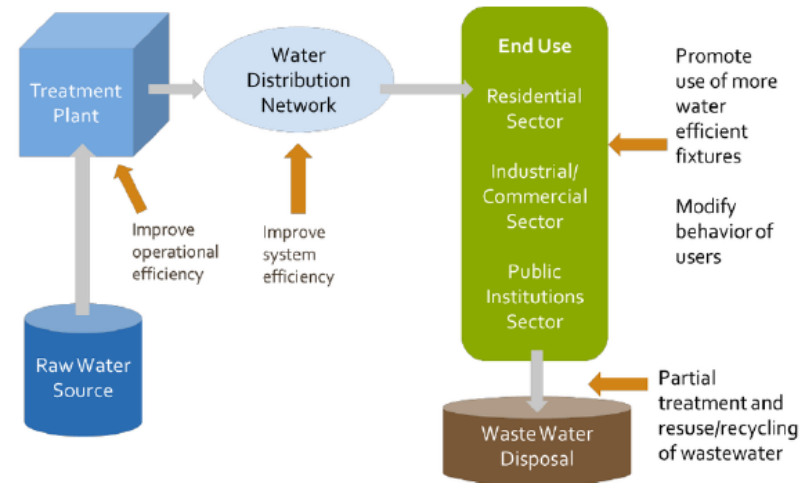 Treatment
Plant
Water
Distribution
Network
End Use
Residential
Sector
Industrial/
Commercial
Sector
Public
Institutions
Sector
Promote
use of more
water
efficient
fixtures
Modify
behavior of
users
Improve
operational
efficiency
Improve
system
efficiency
Raw Water
Source
Waste Water
Disposal
Partial
treatment and
resuse/recycling
of wastewater